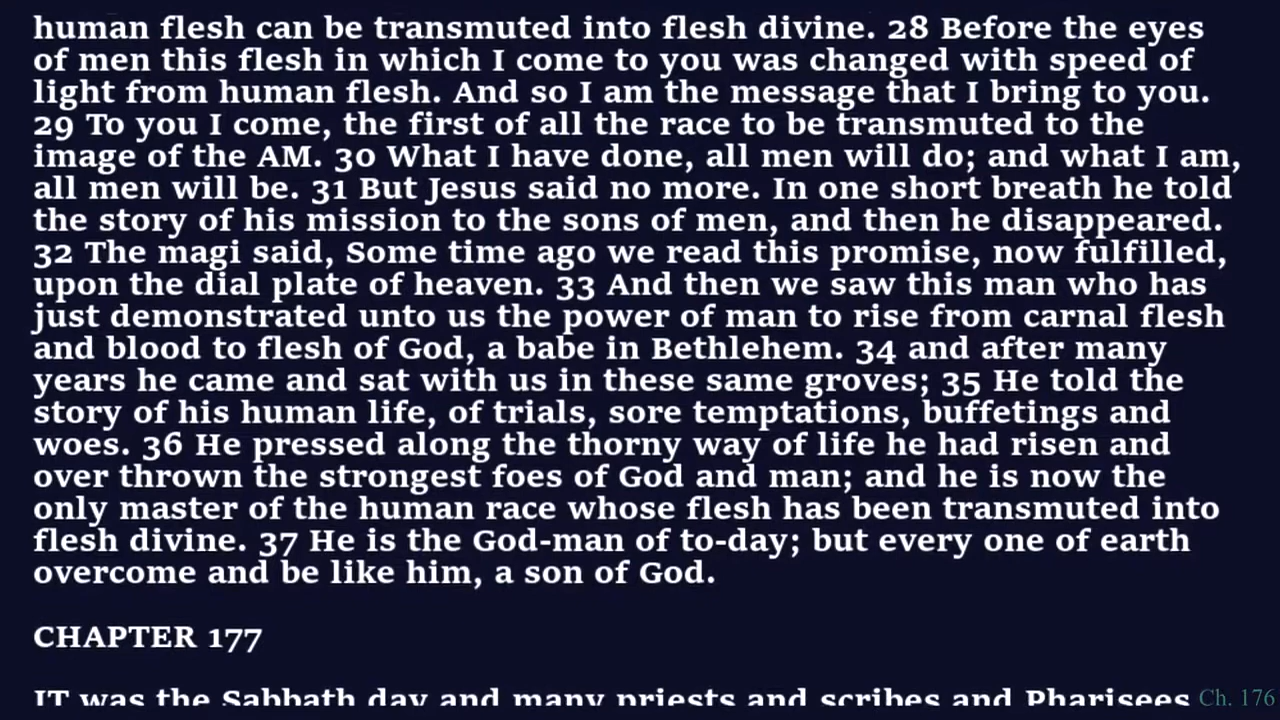 human flesh can be transmuted into flesh divine. 28 Before the eyes
of men this flesh in which I come to you was changed with speed of
light from human flesh. And so I am the message that I bring to you.
29 To you I come, the first of all the race to be transmuted to the
image of the AM. 30 What I have done, all men will do; and what I am,
all men will be. 31 But Jesus said no more. In one short breath he told
the story of his mission to the sons of men, and then he disappeared.
32 The magi said, Some time ago we read this promise, now fulfilled,
upon the dial plate of heaven. 33 And then we saw this man who has
just demonstrated unto us the power of man to rise from carnal flesh
and blood to flesh of God, a babe in Bethlehem. 34 and after many
years he came and sat with us in these same groves; 35 He told the
story of his human life, of trials, sore temptations, buffetings and
woes. 36 He pressed along the thorny way of life he had risen and
over thrown the strongest foes of God and man; and he is now the
only master of the human race whose flesh has been transmuted into
flesh divine. 37 He is the God-man of to-day; but every one of earth
overcome and be like him, a son of God.
CHAPTER 177
IT was the Sabbath day and many priests and scribes and Pharisees
Ch. 176